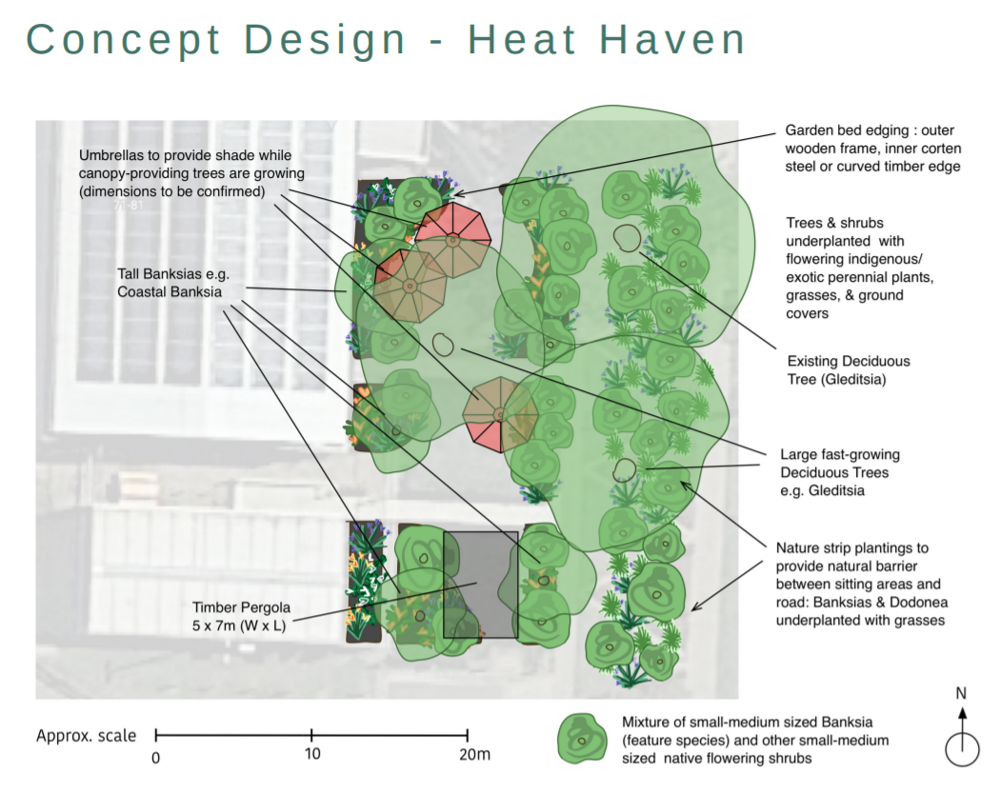 Concept Design - Heat Haven
Garden bed edging : outer
wooden frame, inner corten
steel or curved timber edge
Umbrellas to provide shade while
canopy-providing trees are growing
(dimensions to be confirmed)
71-81
Trees & shrubs
underplanted with
flowering indigenous/
exotic perennial plants,
grasses, & ground
covers
Tall Banksias e.g.
Coastal Banksia
Existing Deciduous
Tree (Gleditsia)
Large fast-growing
Deciduous Trees
e.g. Gleditsia
Nature strip plantings to
provide natural barrier
between sitting areas and
road: Banksias & Dodonea
underplanted with grasses
Timber Pergola
5 x 7m (W x L)
N
Approx. scale
0
10
20m
Mixture of small-medium sized Banksia
(feature species) and other small-medium
sized native flowering shrubs